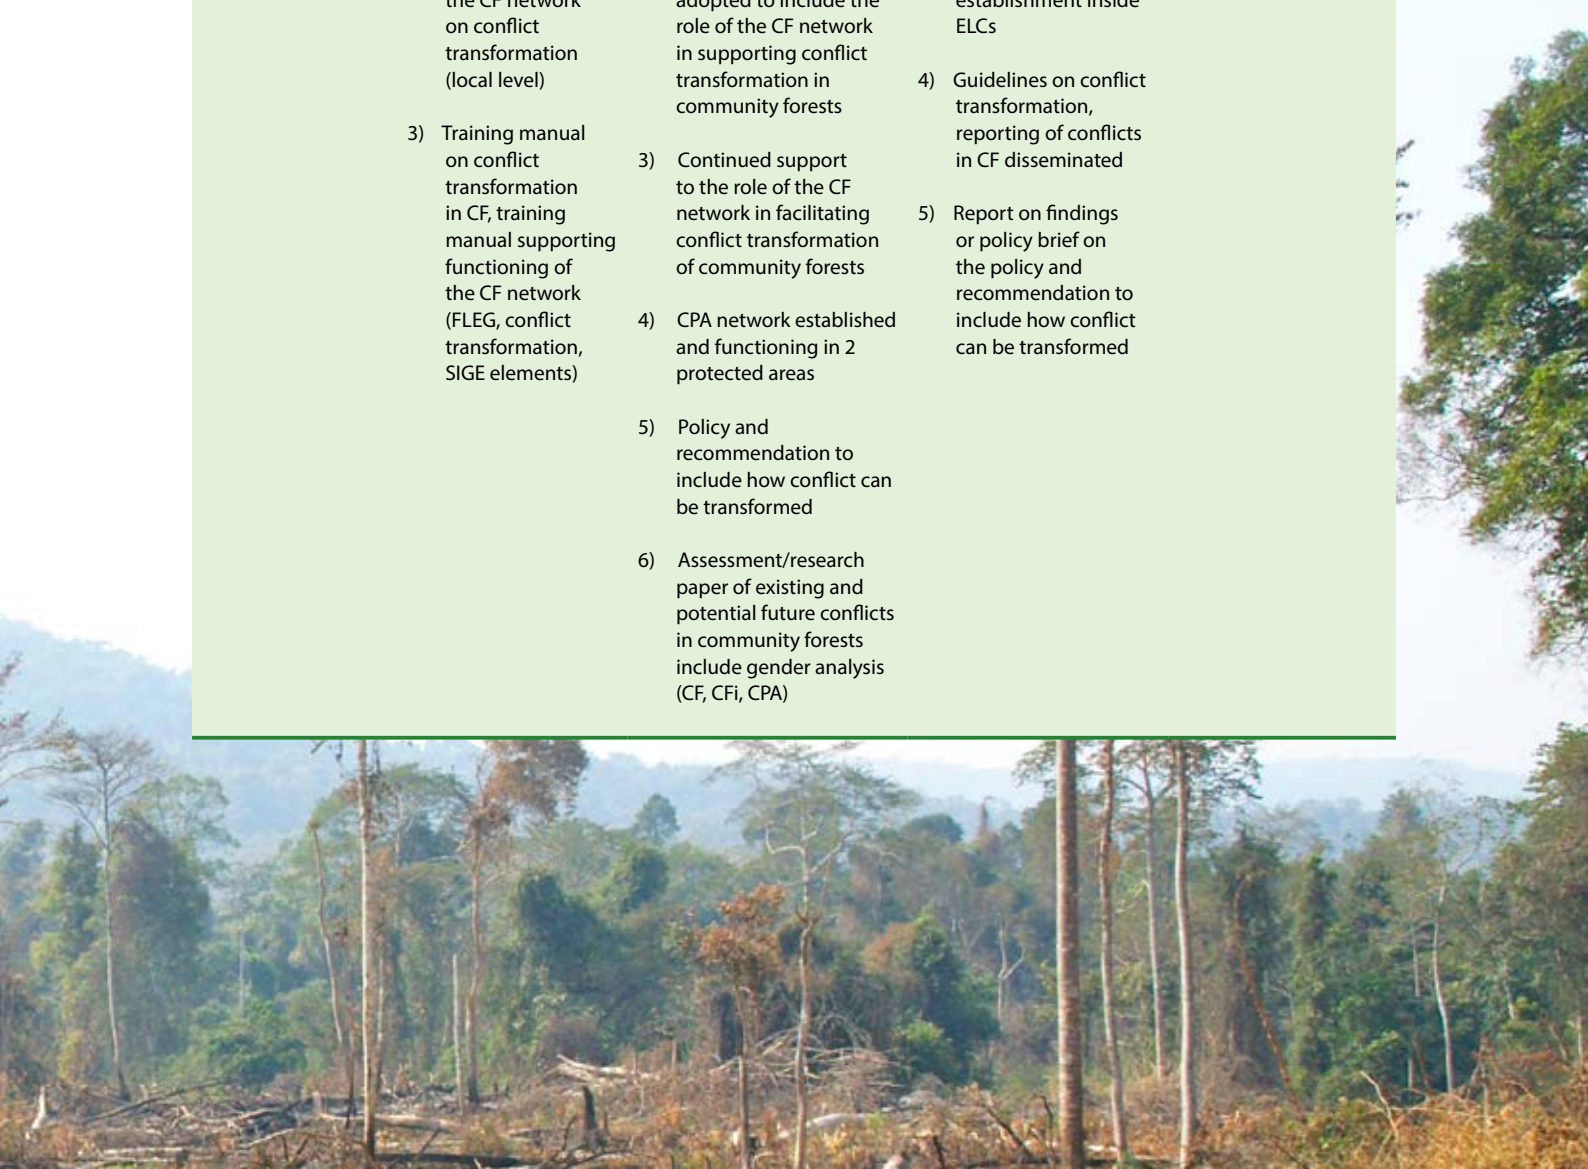 the CF network
on conflict
transformation
(local level)
3) Training manual
on conflict
transformation
in CF, training
manual supporting
functioning of
the CF network
(FLEG, conflict
transformation,
SIGE elements)
adopted to include the
role of the CF network
in supporting conflict
transformation in
community forests
3) Continued support
to the role of the CF
network in facilitating
conflict transformation
of community forests
4) CPA network established
and functioning in 2
protected areas
5) Policy and
recommendation to
include how conflict can
be transformed
6) Assessment/research
paper of existing and
potential future conflicts
in community forests
include gender analysis
(CF, CFi, CPA)
establishment inside
ELCs
4) Guidelines on conflict
transformation,
reporting of conflicts
in CF disseminated
5) Report on findings
or policy brief on
the policy and
recommendation to
include how conflict
can be transformed